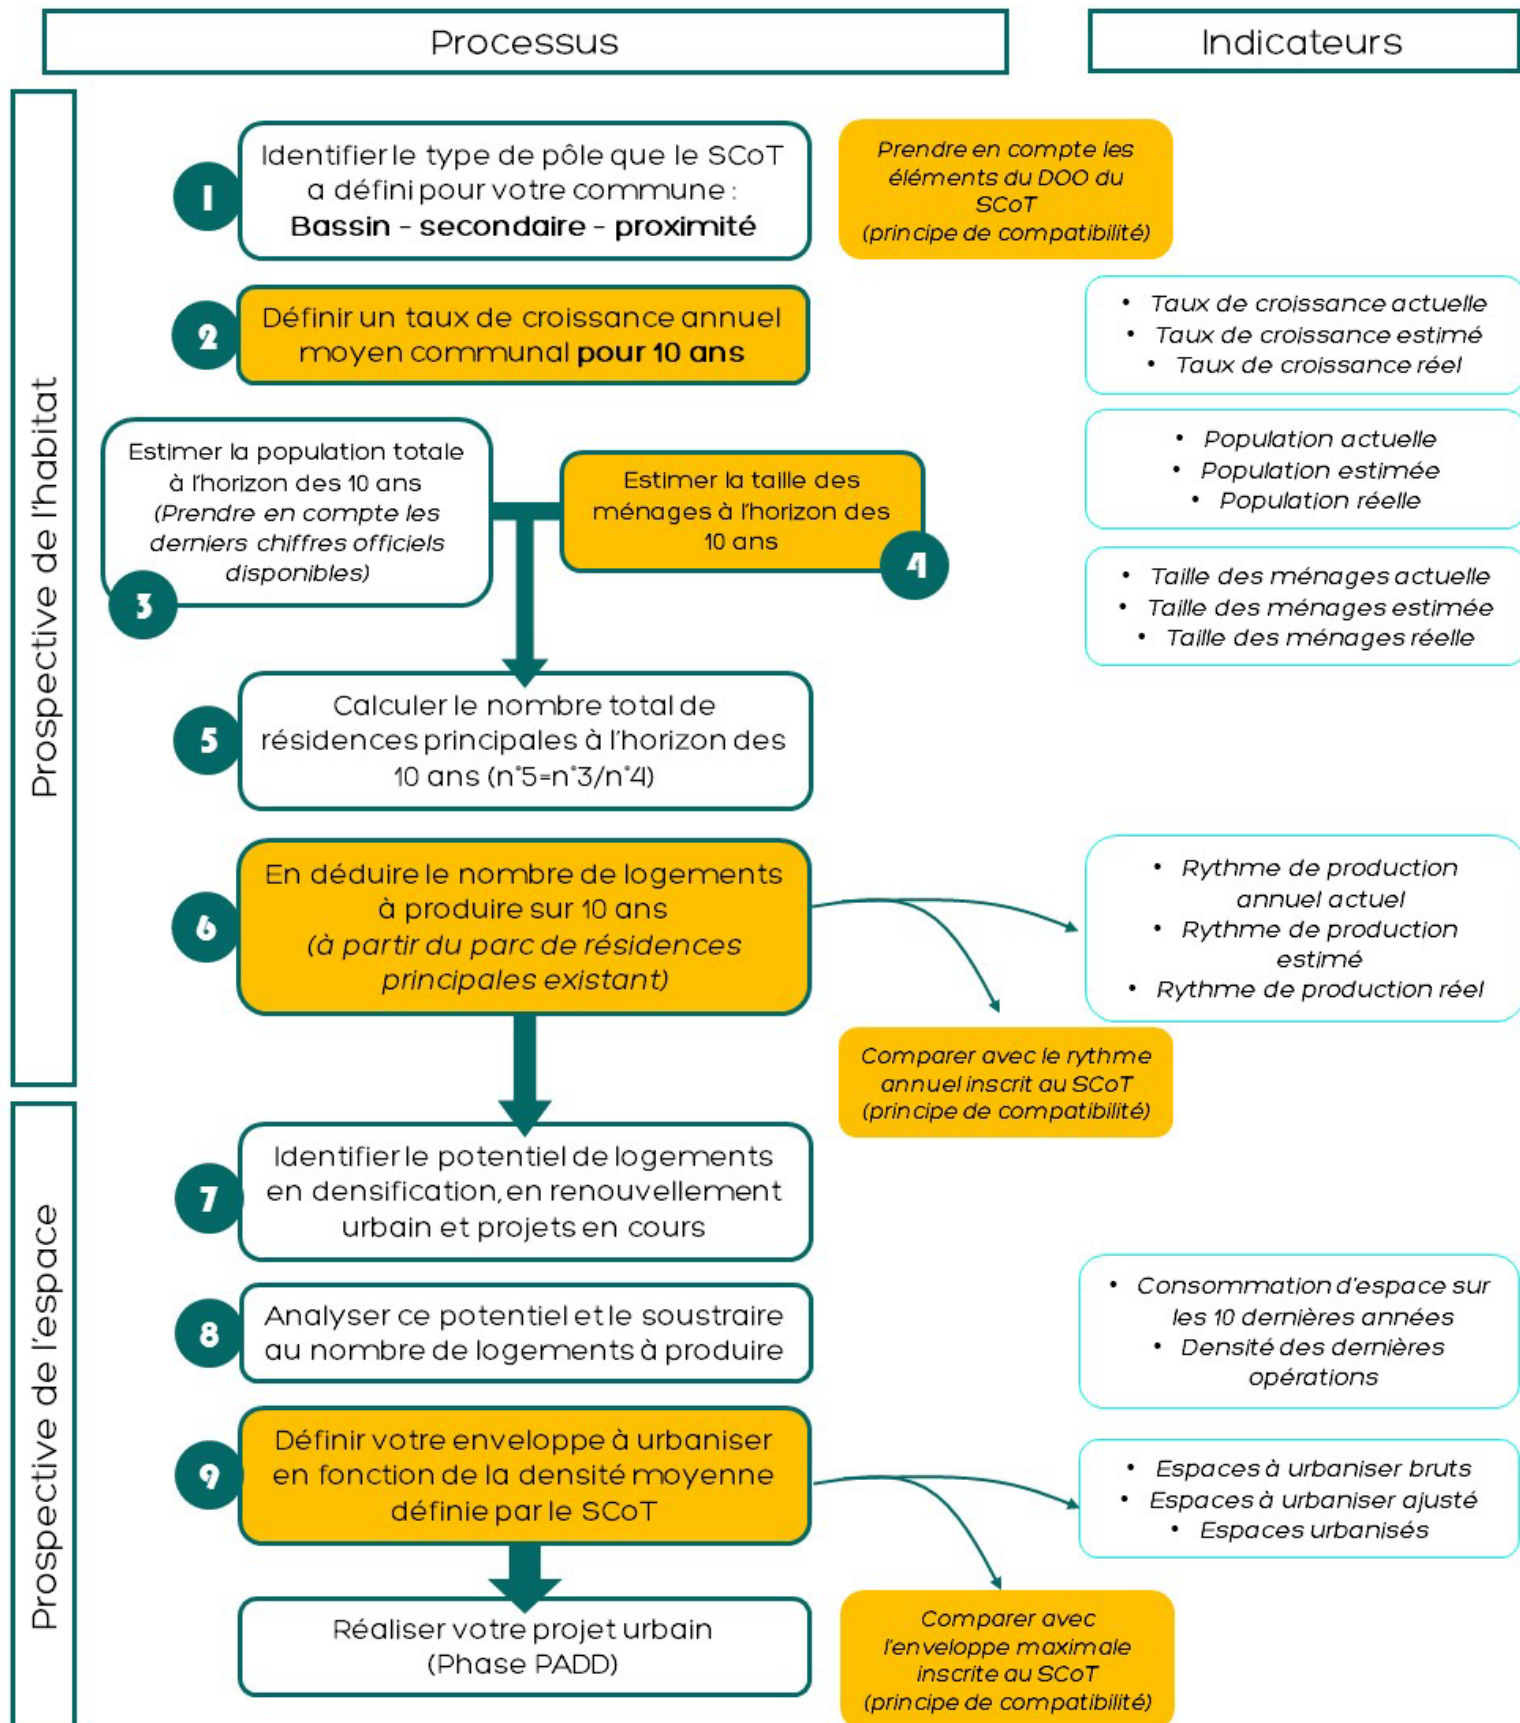 Processus
Indicateurs
Prospective de l'habitat
1
Identifier le type de pôle que le SCoT
a défini pour votre commune :
Bassin - secondaire - proximité
Prendre en compte les
éléments du DOO du
SCoT
(principe de compatibilité)
2
Définir un taux de croissance annuel
moyen communal pour 10 ans
• Taux de croissance actuelle
• Taux de croissance estimé
• Taux de croissance réel
Estimer la population totale
à l'horizon des 10 ans
(Prendre en compte les
derniers chiffres officiels
disponibles)
3
Estimer la taille des
ménages à l'horizon des
10 ans
4
• Population actuelle
• Population estimée
• Population réelle
• Taille des ménages actuelle
• Taille des ménages estimée
• Taille des ménages réelle
5
Calculer le nombre total de
résidences principales à l'horizon des
10 ans (n°5=n°3/n°4)
6
En déduire le nombre de logements
à produire sur 10 ans
(à partir du parc de résidences
principales existant)
• Rythme de production
annuel actuel
• Rythme de production
estimé
• Rythme de production réel
Comparer avec le rythme
annuel inscrit au SCoT
(principe de compatibilité)
Prospective de l'espace
7
Identifier le potentiel de logements
en densification, en renouvellement
urbain et projets en cours
8
Analyser ce potentiel et le soustraire
au nombre de logements à produire
• Consommation d'espace sur
les 10 dernières années
• Densité des dernières
opérations
9
Définir votre enveloppe à urbaniser
en fonction de la densité moyenne
définie par le SCoT
• Espaces à urbaniser bruts
• Espaces à urbaniser ajusté
• Espaces urbanisés
Réaliser votre projet urbain
(Phase PADD)
Comparer avec
l'enveloppe maximale
inscrite au SCoT
(principe de compatibilité)